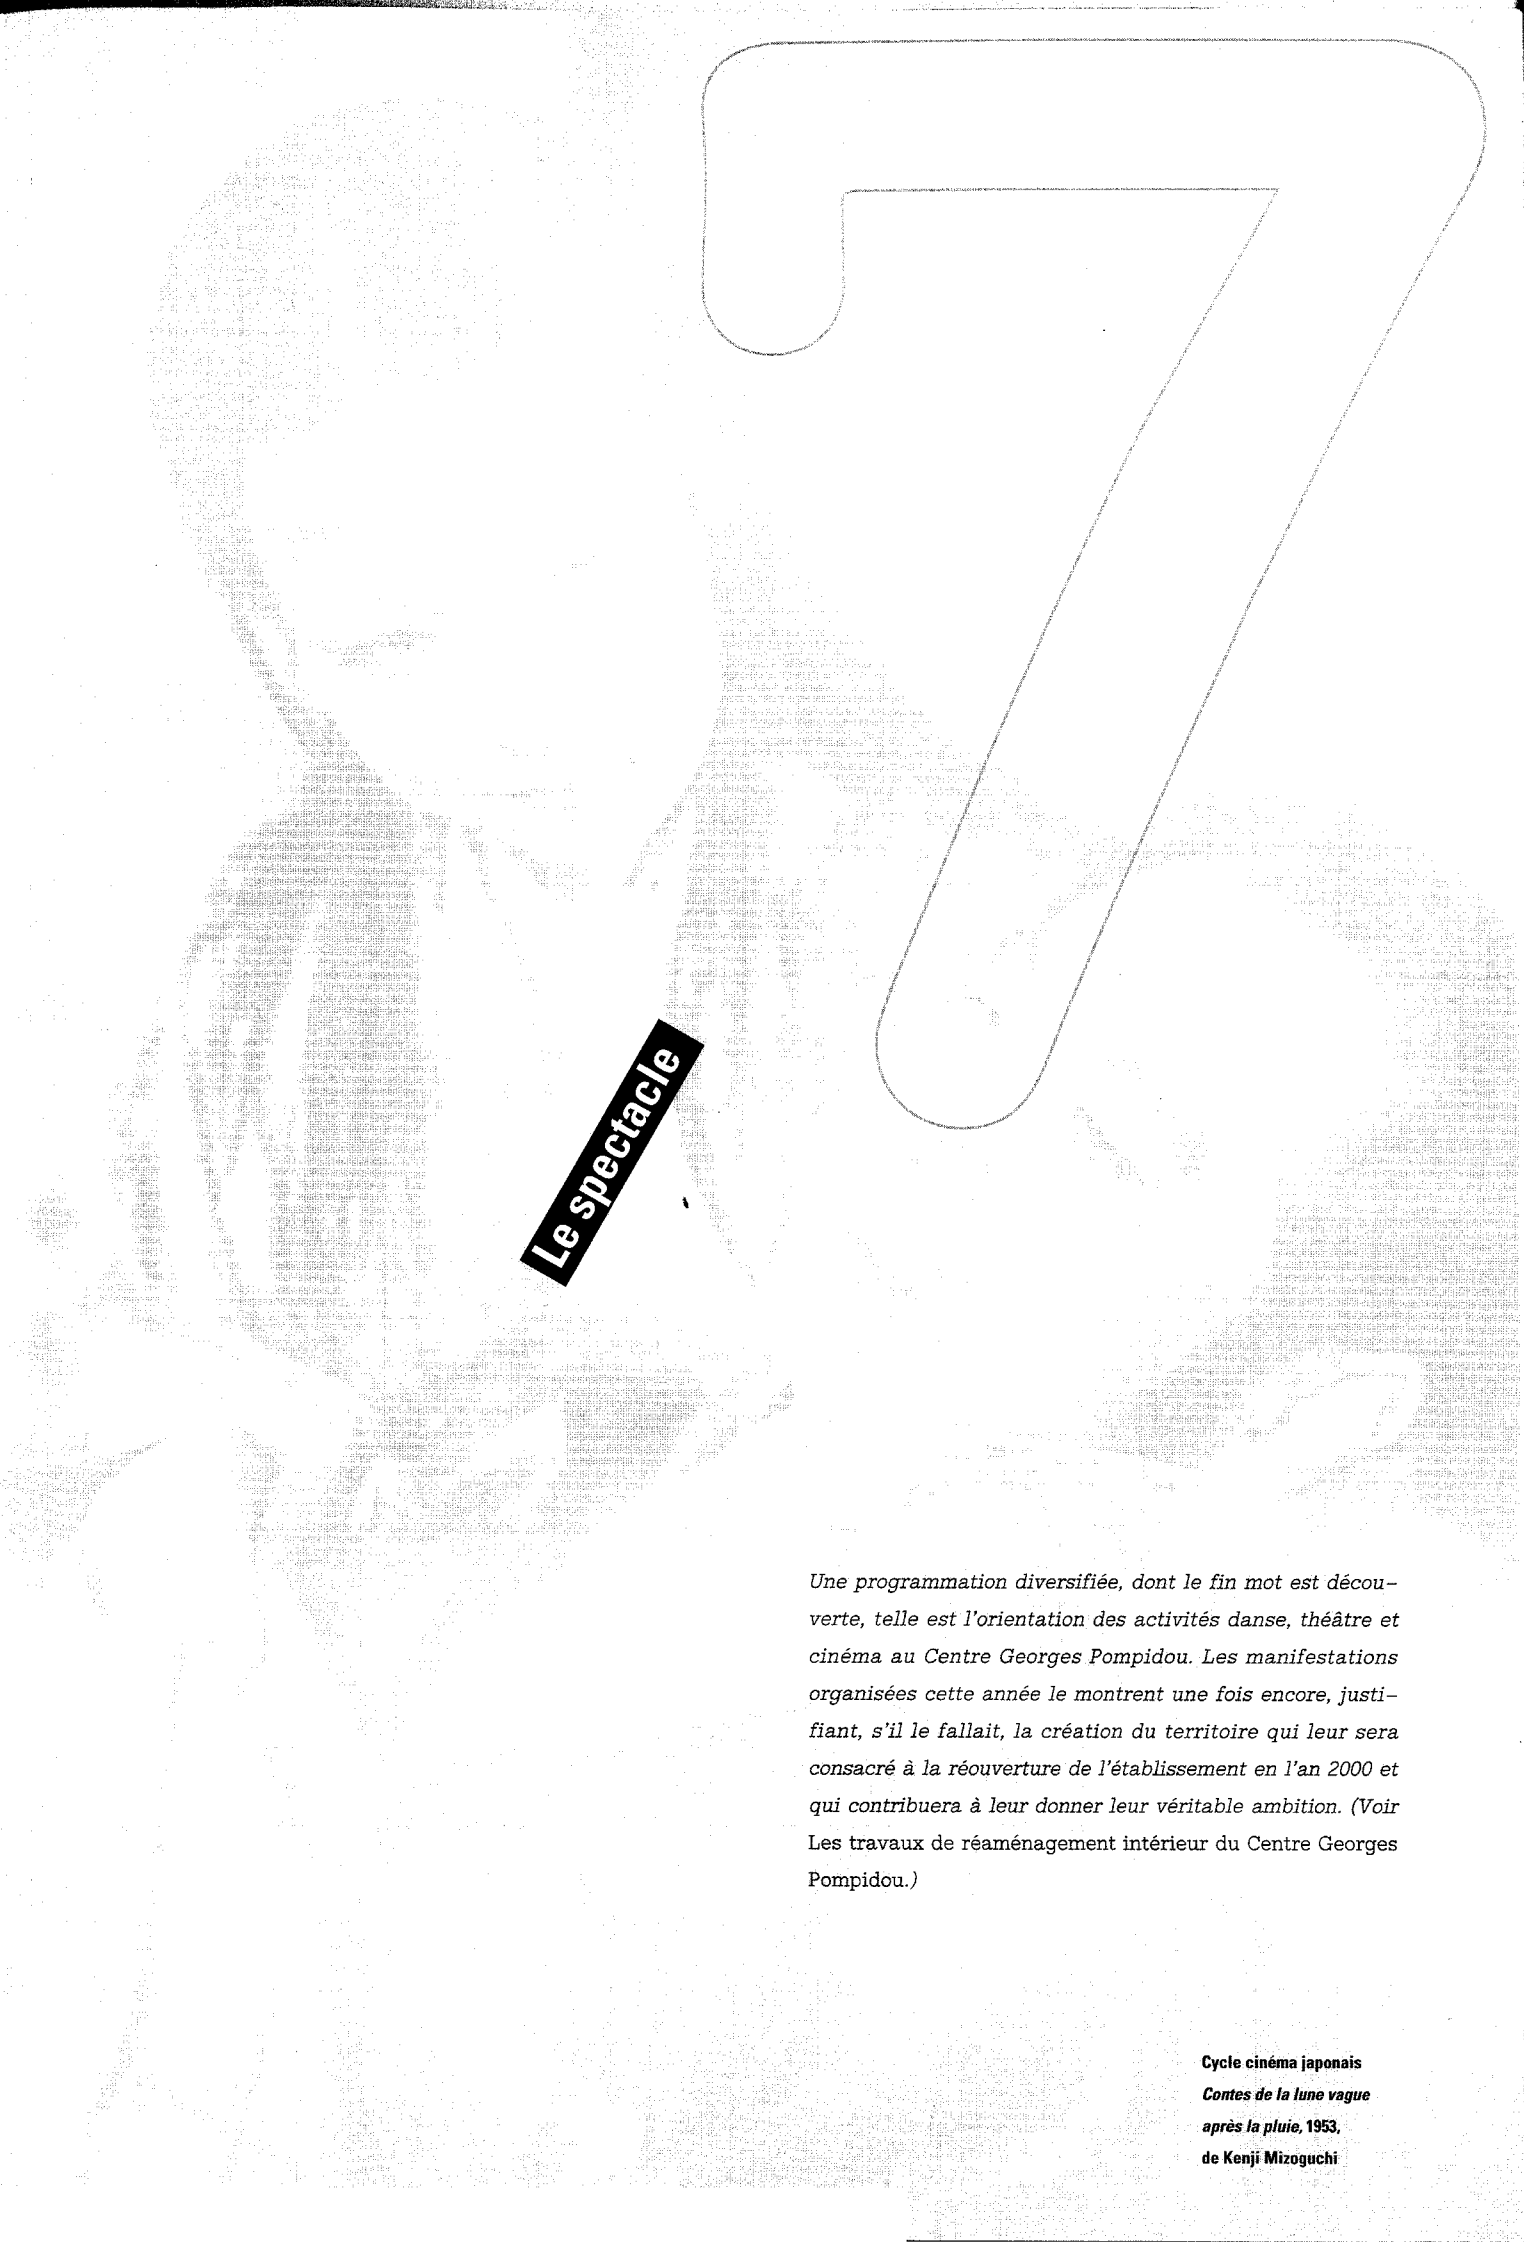 7
Le spectacle
Une programmation diversifiée, dont le fin mot est décou-
verte, telle est l'orientation des activités danse, théâtre et
cinéma au Centre Georges Pompidou. Les manifestations
organisées cette année le montrent une fois encore, justi-
fiant, s'il le fallait, la création du territoire qui leur sera
consacré à la réouverture de l'établissement en l'an 2000 et
qui contribuera à leur donner leur véritable ambition. (Voir
Les travaux de réaménagement intérieur du Centre Georges
Pompidou.)
Cycle cinéma japonais
Contes de la lune vague
après la pluie, 1953,
de Kenji Mizoguchi